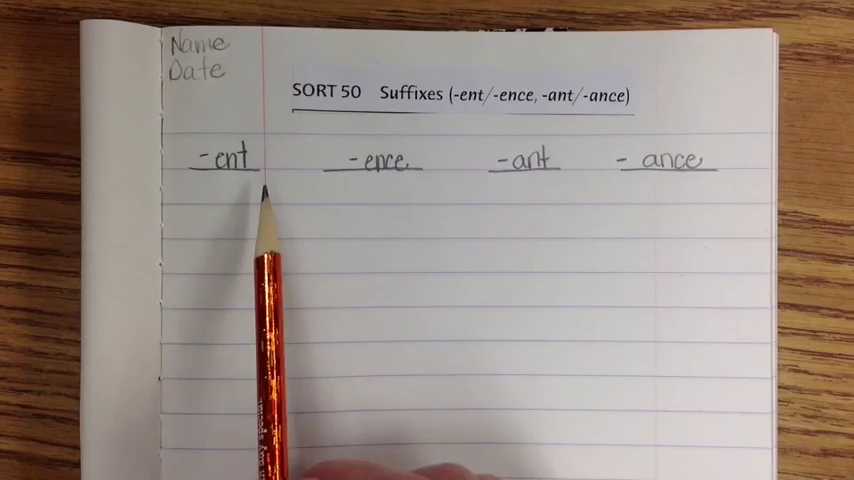 Name
Date
SORT 50 Suffixes (-ent/-ence, -ant/-ance)
-ent -ence -ant -ance